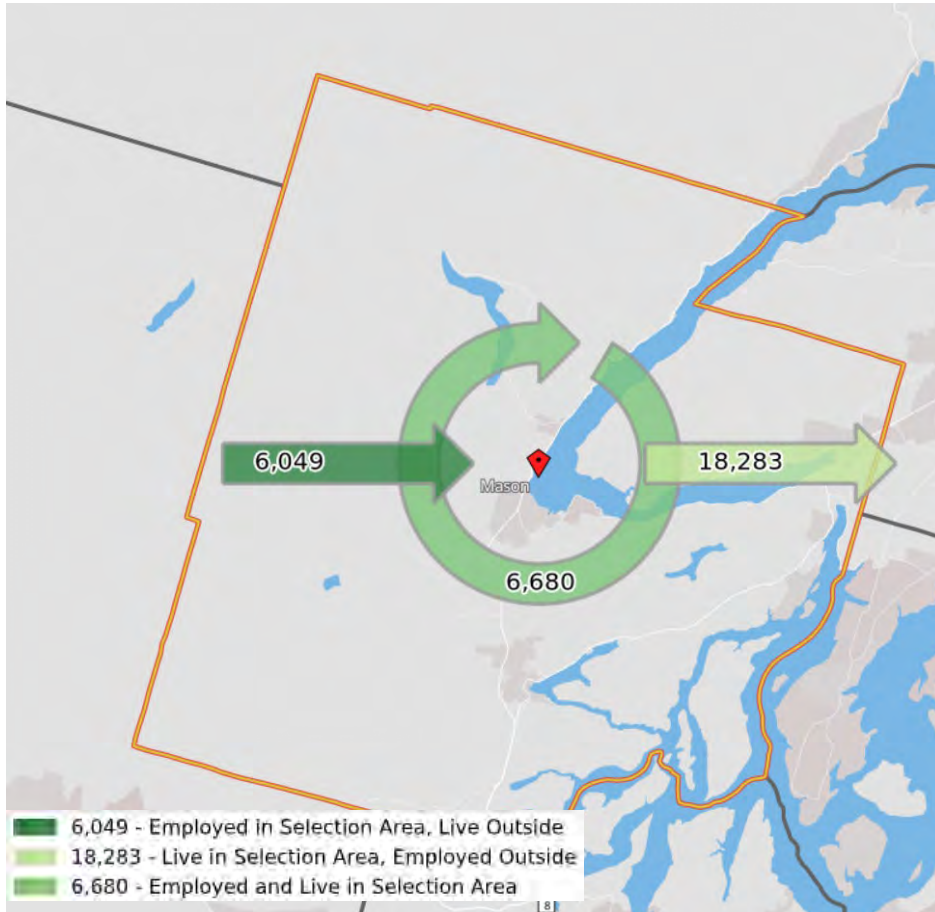 6,049
18,283
Mason
6,680
6,049 - Employed in Selection Area, Live Outside
18,283 - Live in Selection Area, Employed Outside
6,680 - Employed and Live in Selection Area
8